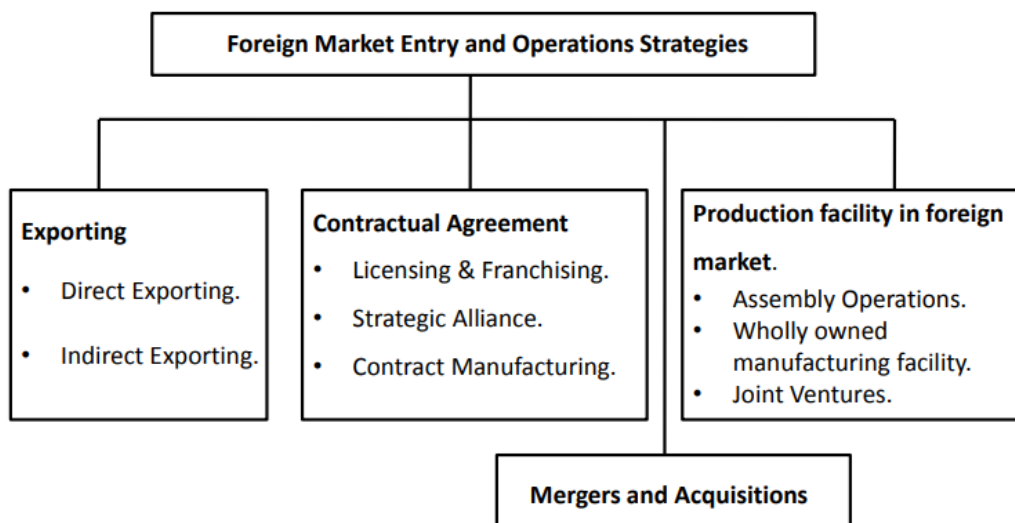 Foreign Market Entry and Operations Strategies
Exporting
• Direct Exporting.
• Indirect Exporting.
Contractual Agreement
• Licensing & Franchising.
• Strategic Alliance.
• Contract Manufacturing.
Production facility in foreign
market.
• Assembly Operations.
• Wholly owned
manufacturing facility.
• Joint Ventures.
Mergers and Acquisitions